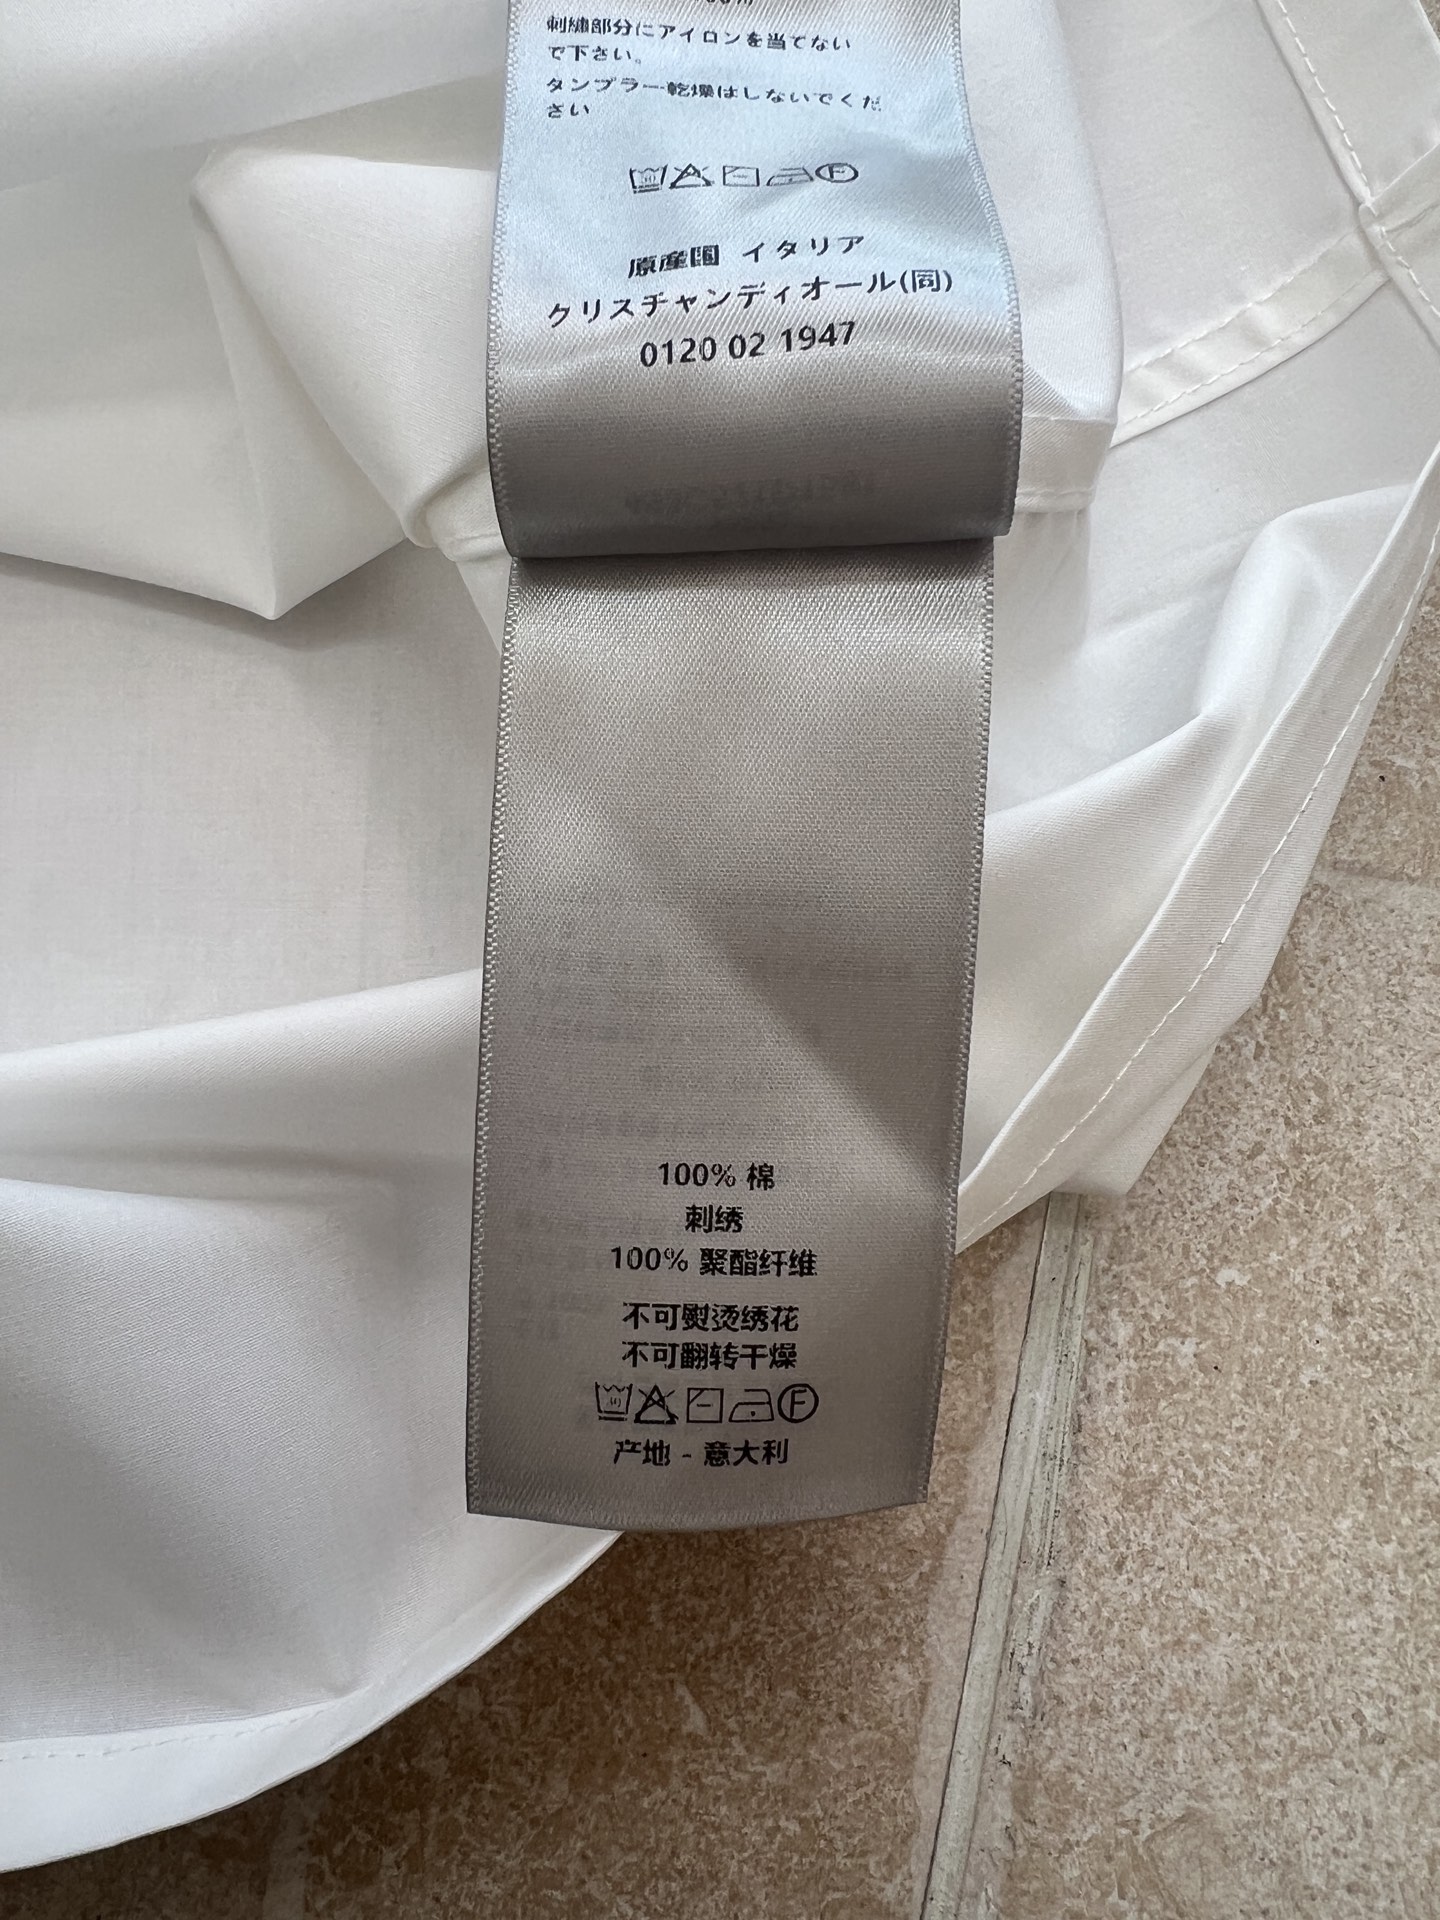 刺繍部分にアイロンを当てない
で下さい。
タンブラー乾燥はしないでくだ
さい
原産國 イタリア
クリスチャンディオール(同)
0120 02 1947
100% 棉
刺绣
100% 聚酯纤维
不可熨烫绣花
不可翻转干燥
F
产地 - 意大利